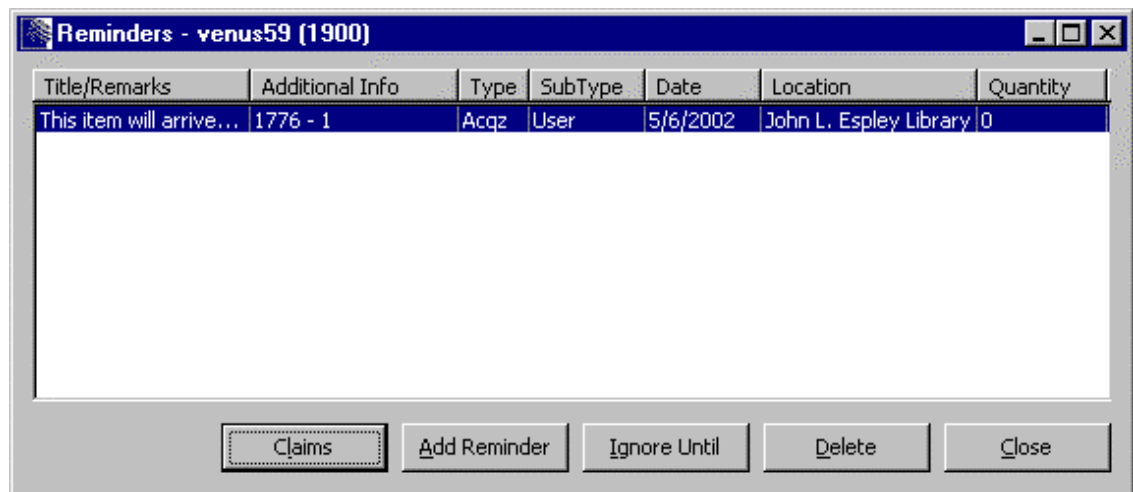 Reminders - venus59 (1900)
Title/Remarks Additional Info Type SubType Date Location Quantity
This item will arrive... 1776 - 1 Acqz User 5/6/2002 John L. Espley Library 0
Claims Add Reminder Ignore Until Delete Close